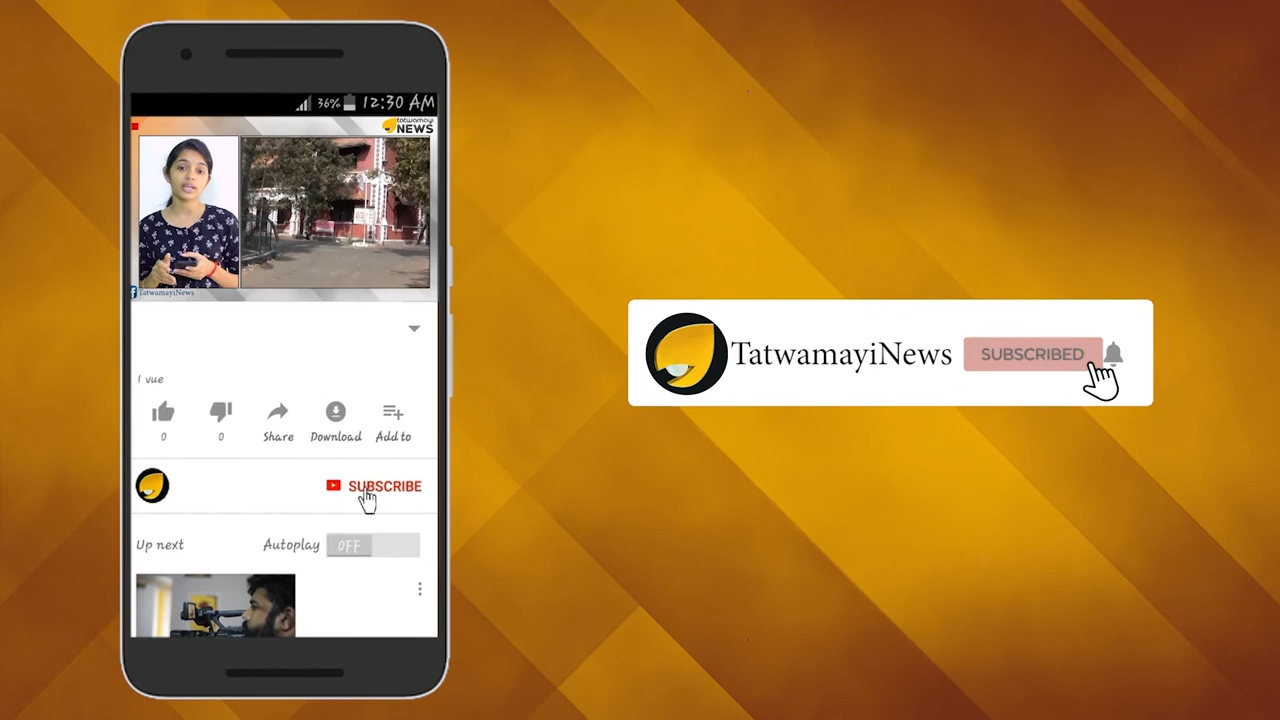 36% 12:30 AM
tatwamayi
NEWS
TatwamayiNews
1 vue
0 0 Share Download Add to
SUBSCRIBE
Up next Autoplay OFF
TatwamayiNews SUBSCRIBED